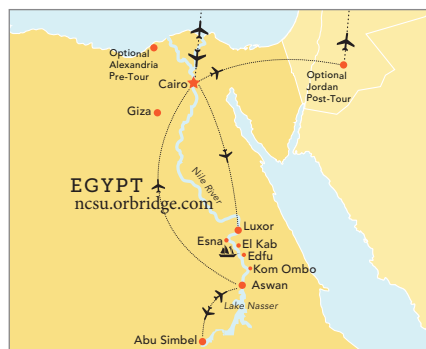 Optional
Alexandria
Pre-Tour
Cairo
Optional
Jordan
Post-Tour
Giza
Nile River
EGYPT
ncsu.orbridge.com
Luxor
Esna
El Kab
Edfu
Kom Ombo
Aswan
Lake Nasser
Abu Simbel